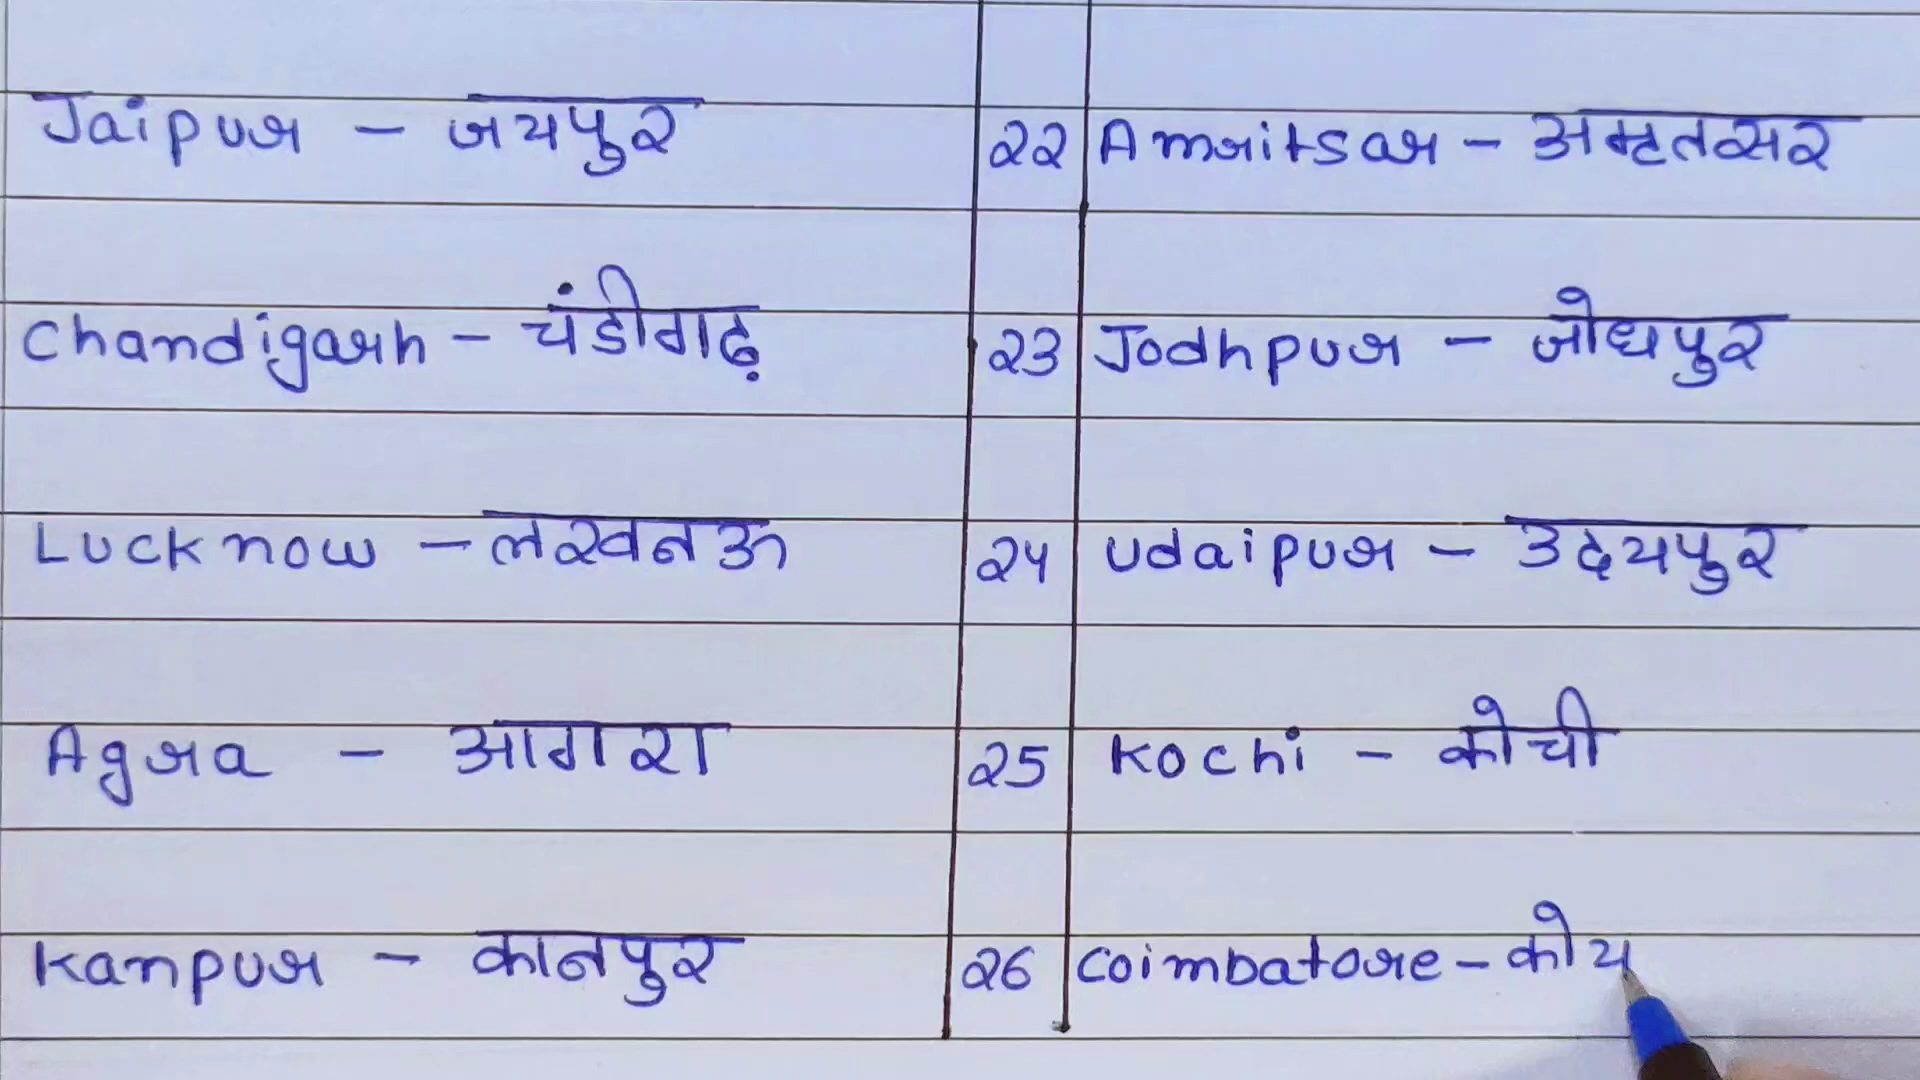 Jaipur - जयपुर
Chandigarh - चंडीगढ़
Lucknow - लखनऊ
Agra - आगरा
Kanpur - कानपुर
22 Amritsar - अमृतसर
23 Jodhpur - जोधपुर
24 Udaipur - उदयपुर
25 Kochi - कोची
26 Coimbatore - कोय